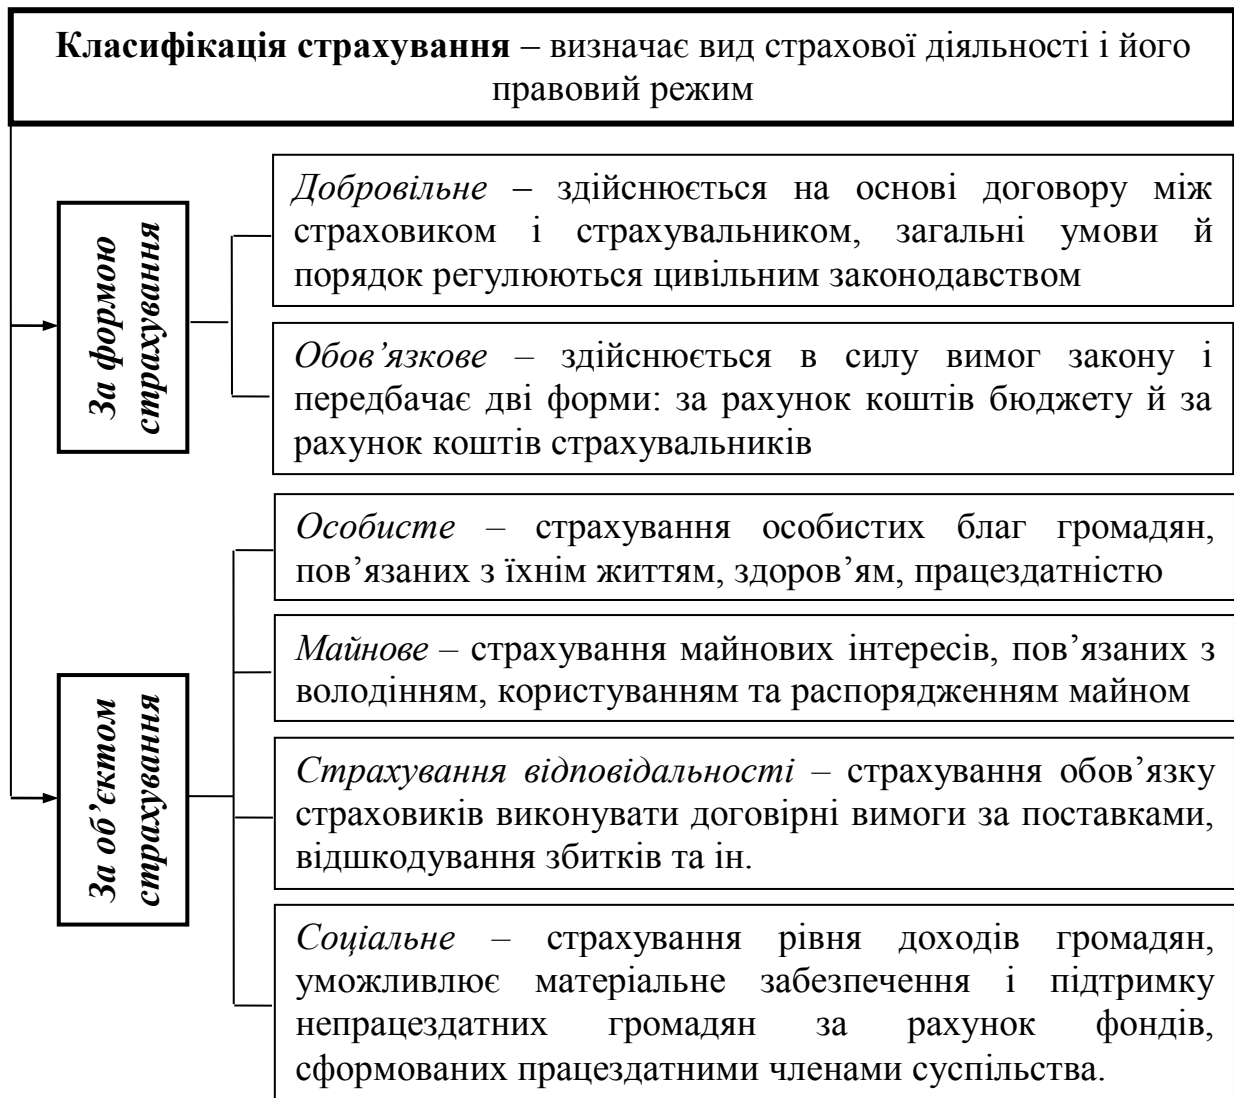 Класифікація страхування – визначає вид страхової діяльності і його
правовий режим
За формою
страхування
Добровільне – здійснюється на основі договору між
страховиком і страхувальником, загальні умови й
порядок регулюються цивільним законодавством
Обов’язкове – здійснюється в силу вимог закону і
передбачає дві форми: за рахунок коштів бюджету й за
рахунок коштів страхувальників
За об’єктом
страхування
Особисте – страхування особистих благ громадян,
пов’язаних з їхнім життям, здоров’ям, працездатністю
Майнове – страхування майнових інтересів, пов’язаних з
володінням, користуванням та распорядженням майном
Страхування відповідальності – страхування обов’язку
страховиків виконувати договірні вимоги за поставками,
відшкодування збитків та ін.
Соціальне – страхування рівня доходів громадян,
уможливлює матеріальне забезпечення і підтримку
непрацездатних громадян за рахунок фондів,
сформованих працездатними членами суспільства.